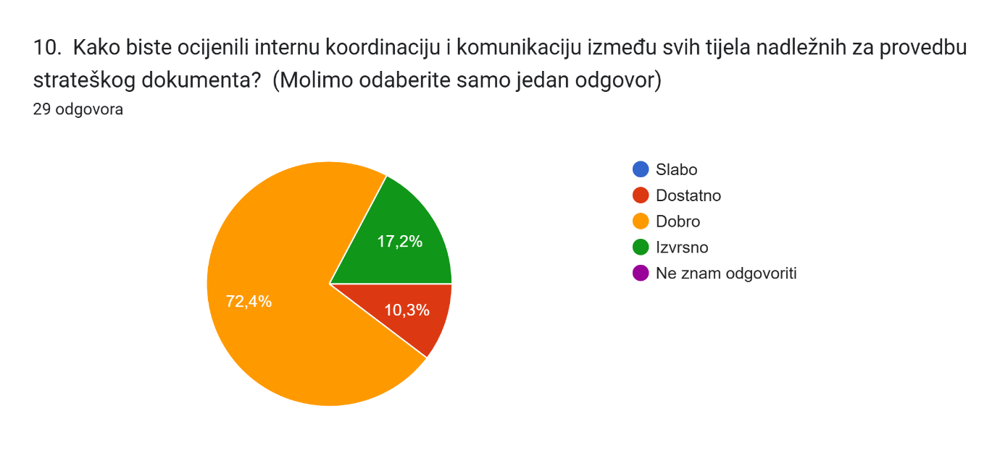 10.  Kako biste ocijenili internu koordinaciju i komunikaciju između svih tijela nadležnih za provedbu
strateškog dokumenta?  (Molimo odaberite samo jedan odgovor)
29 odgovora
Slabo
Dostatno
Dobro
Izvrsno
Ne znam odgovoriti
17,2%
72,4%
10,3%